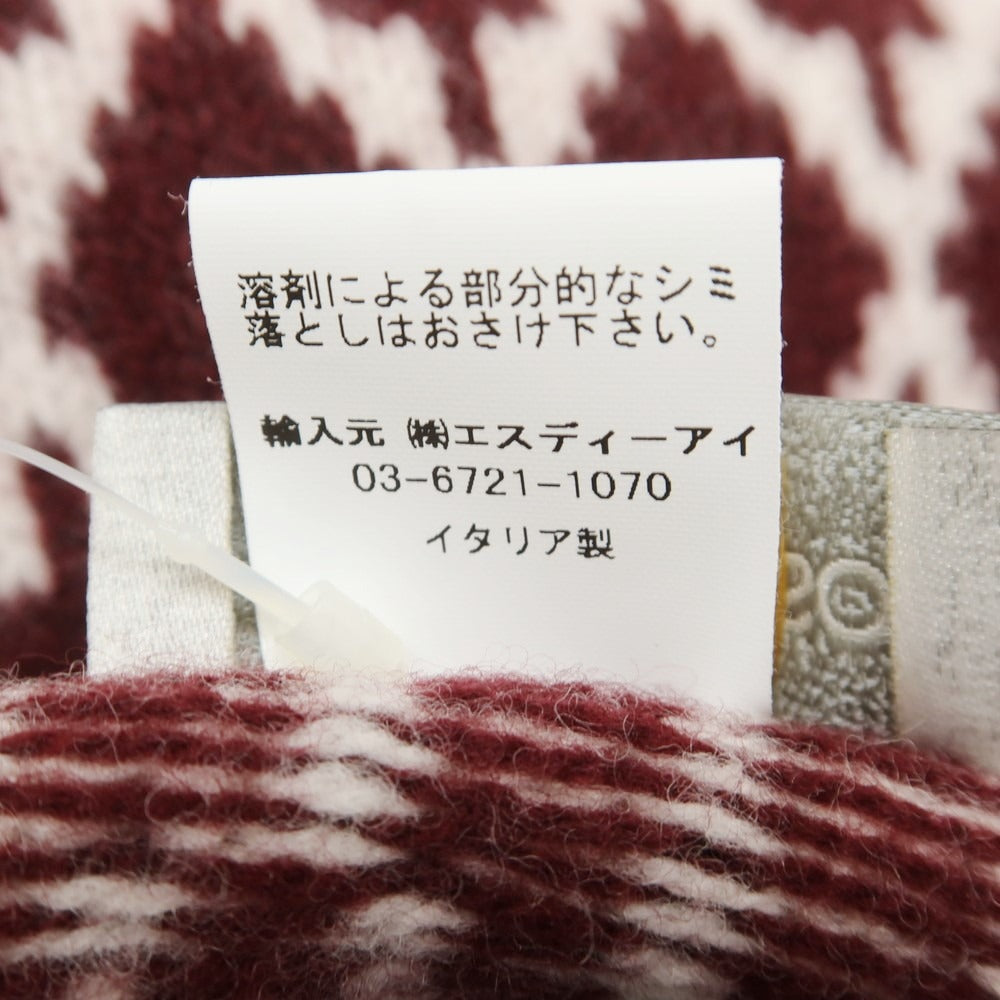 溶剤による部分的なシミ
落としはおさけ下さい。
輸入元 ㈱エスディーアイ
03-6721-1070
イタリア製